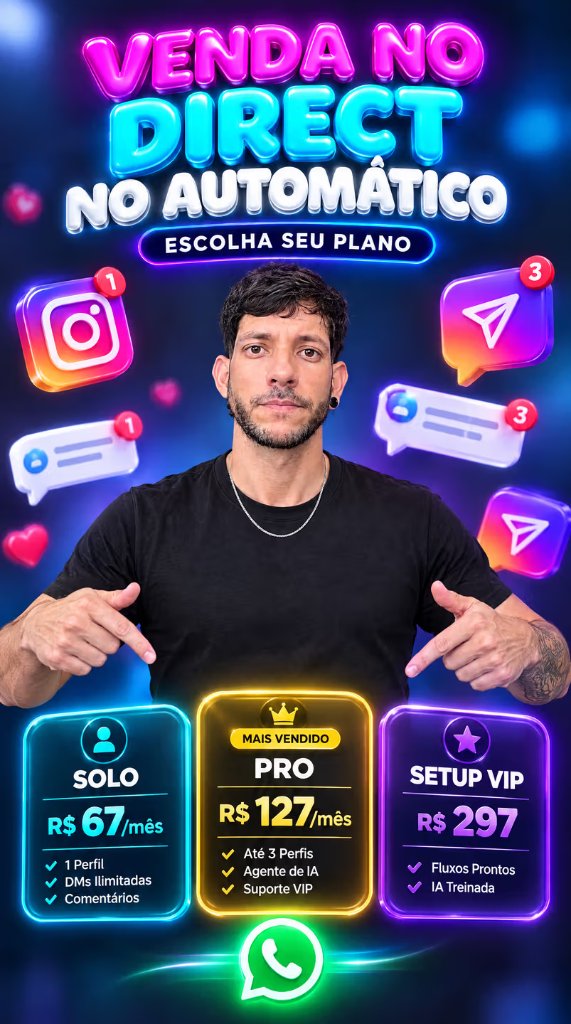 VENDA NO
DIRECT
NO AUTOMÁTICO
ESCOLHA SEU PLANO
1
3
1
3
SOLO
R$ 67/mês
✓ 1 Perfil
✓ DMs Ilimitadas
✓ Comentários
MAIS VENDIDO
PRO
R$ 127/mês
✓ Até 3 Perfis
✓ Agente de IA
✓ Suporte VIP
SETUP VIP
R$ 297
✓ Fluxos Prontos
✓ IA Treinada